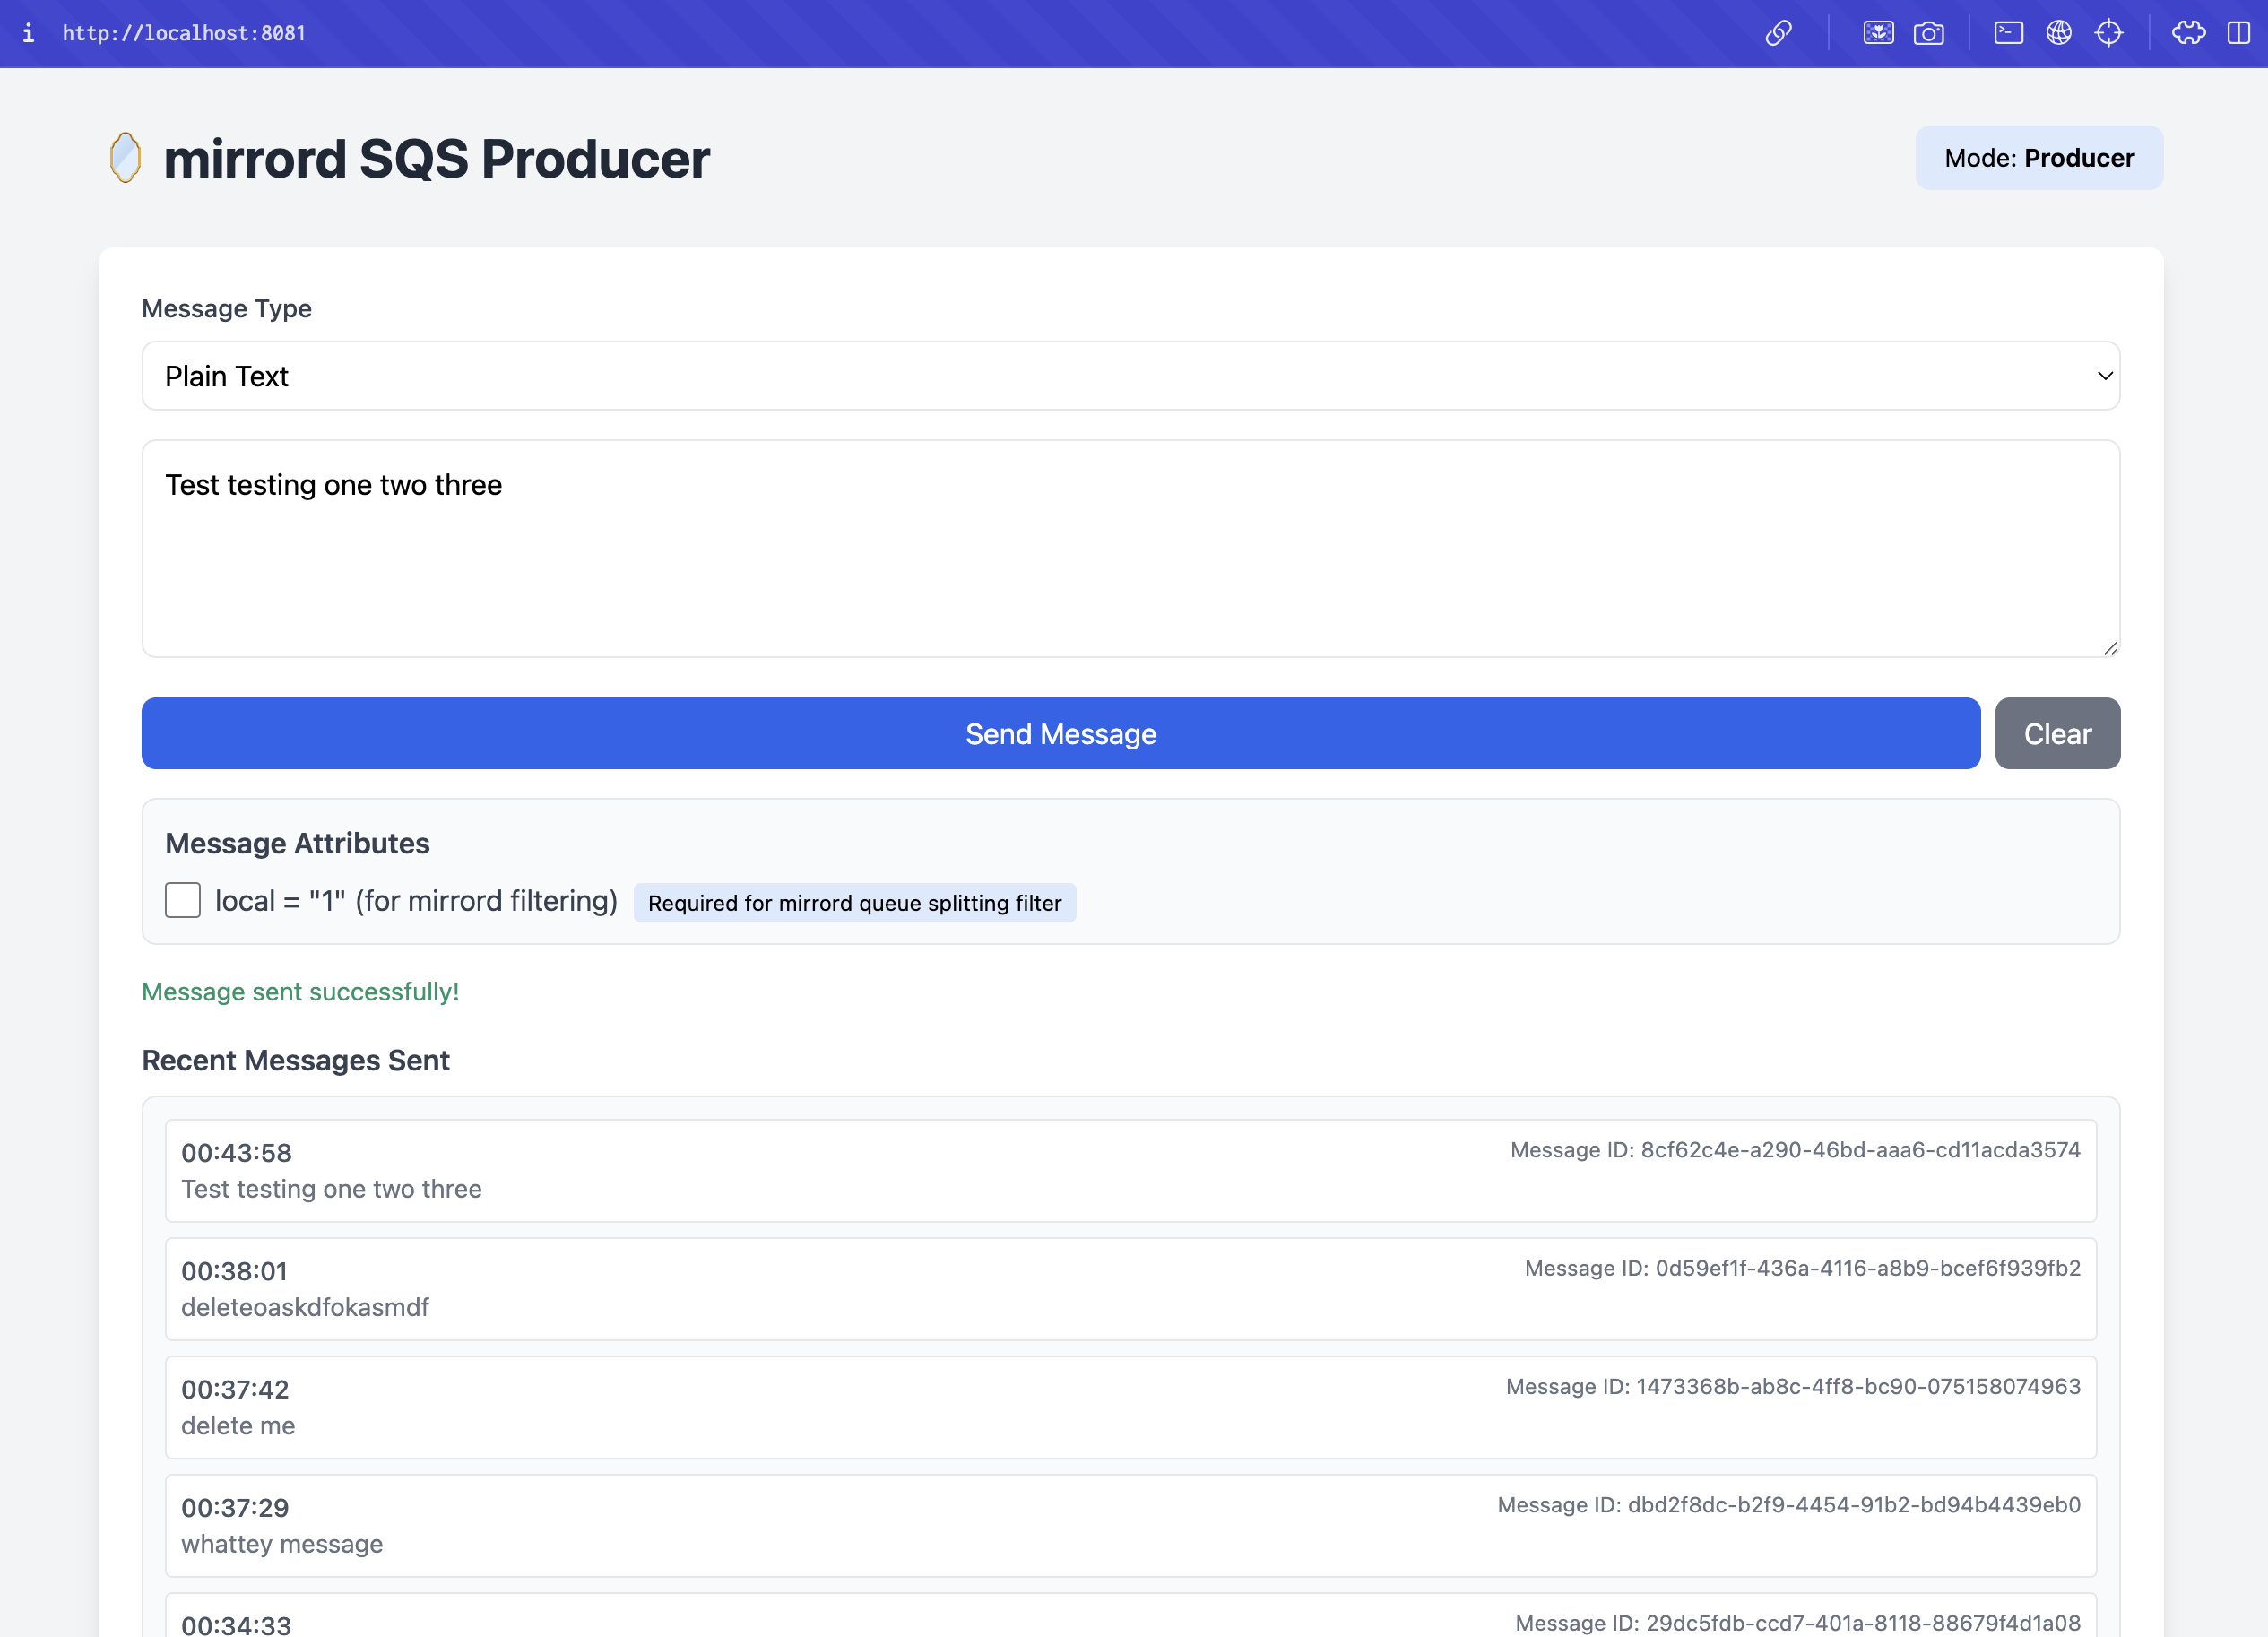 http://localhost:8081
mirrord SQS Producer
Mode: Producer
Message Type
Plain Text
Test testing one two three
Send Message
Clear
Message Attributes
local = "1" (for mirrord filtering)
Required for mirrord queue splitting filter
Message sent successfully!
Recent Messages Sent
00:43:58
Message ID: 8cf62c4e-a290-46bd-aaa6-cd11acda3574
Test testing one two three
00:38:01
Message ID: 0d59ef1f-436a-4116-a8b9-bcef6f939fb2
deleteoaskdfokasmdf
00:37:42
Message ID: 1473368b-ab8c-4ff8-bc90-075158074963
delete me
00:37:29
Message ID: dbd2f8dc-b2f9-4454-91b2-bd94b4439eb0
whattey message
00:34:33
Message ID: 29dc5fdb-ccd7-401a-8118-88679f4d1a08